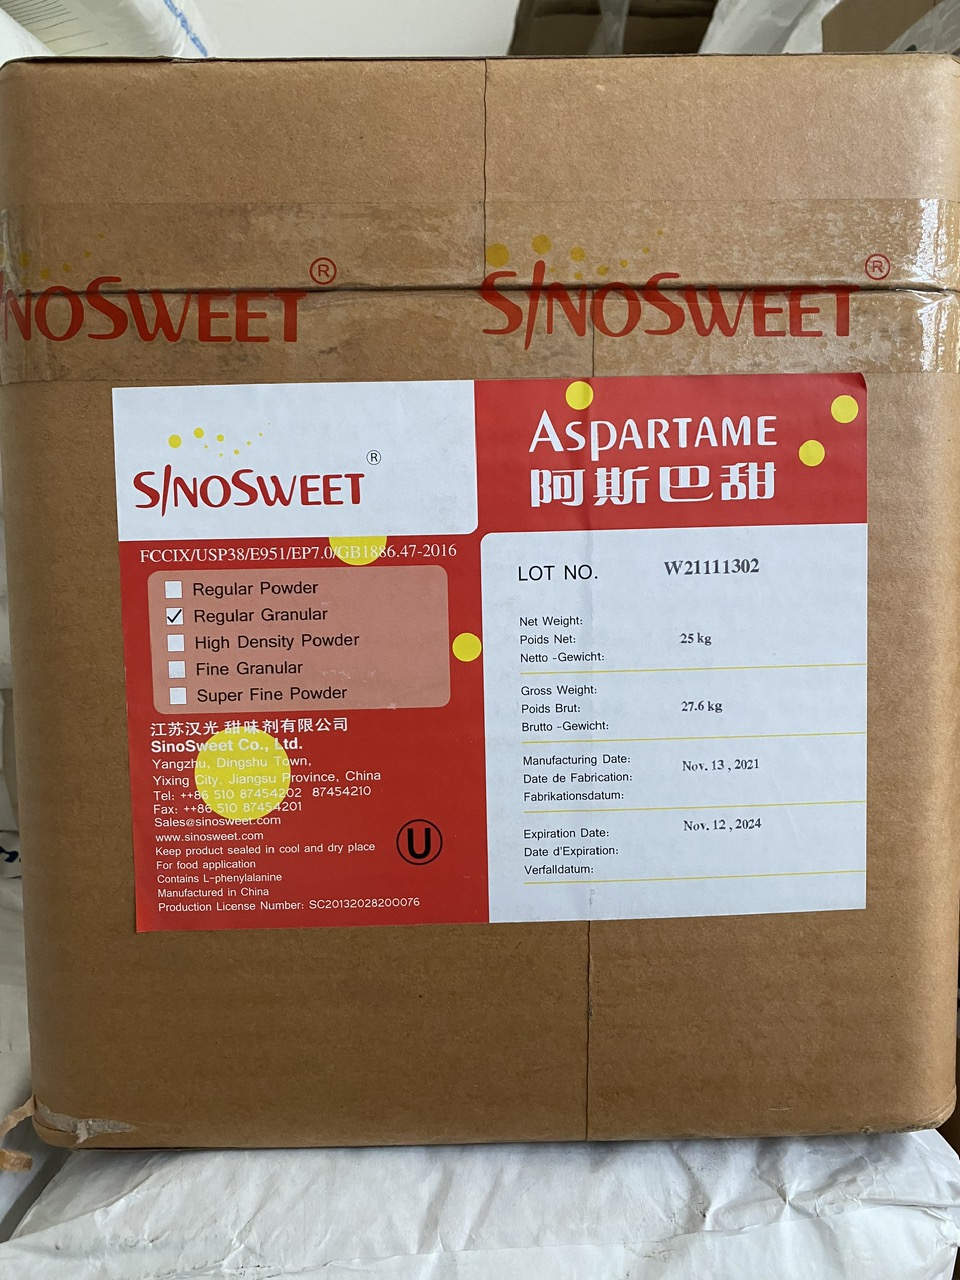 NOSWEET ®
SINOSWEET ®
SINOSWEET ®
ASPARTAME
阿斯巴甜
FCCIX/USP38/E951/EP7.0/GB1886.47-2016
Regular Powder
Regular Granular
High Density Powder
Fine Granular
Super Fine Powder
江苏汉光甜味剂有限公司
SinoSweet Co., Ltd.
Yangzhu, Dingshu Town,
Yixing City, Jiangsu Province, China
Tel: ++86 510 87454202 87454210
Fax: ++86 510 87454201
Sales@sinosweet.com
www.sinosweet.com
Keep product sealed in cool and dry place
For food application
Contains L-phenylalanine
Manufactured in China
Production License Number: SC20132028200076
U
LOT NO. W21111302
Net Weight:
Poids Net: 25 kg
Netto -Gewicht:
Gross Weight:
Poids Brut: 27.6 kg
Brutto -Gewicht:
Manufacturing Date: Nov. 13 , 2021
Date de Fabrication:
Fabrikationsdatum:
Expiration Date: Nov. 12 , 2024
Date d'Expiration:
Verfalldatum: